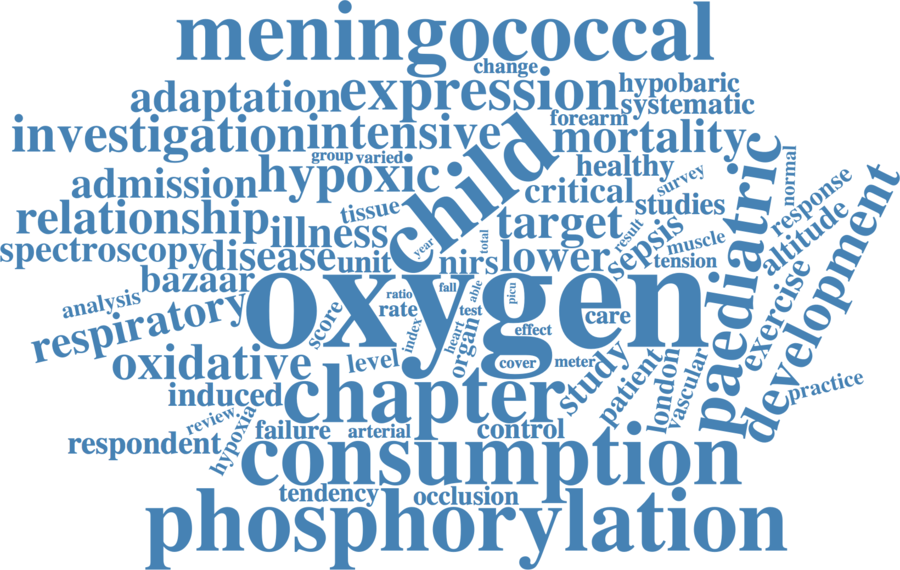 meningococcal
change
adaptation
expression
hypobaric
systematic
investigation
intensive
forearm
mortality
group
varied
admission
hypoxic
child
healthy
critical
survey
normal
relationship
tissue
target
studies
response
illness
year
total
result
sepsis
muscle
tension
altitude
paediatric
development
spectroscopy
disease
unit
nirs
lower
bazaar
oxygen
analysis
respiratory
score
ratio
rate
index
fall
able
test
heart
organ
picu
effect
care
exercise
oxidative
level
cover
meter
study
patient
london
vascular
practice
induced
chapter
review
hypoxia
respondent
failure
arterial
control
consumption
tendency
occlusion
phosphorylation